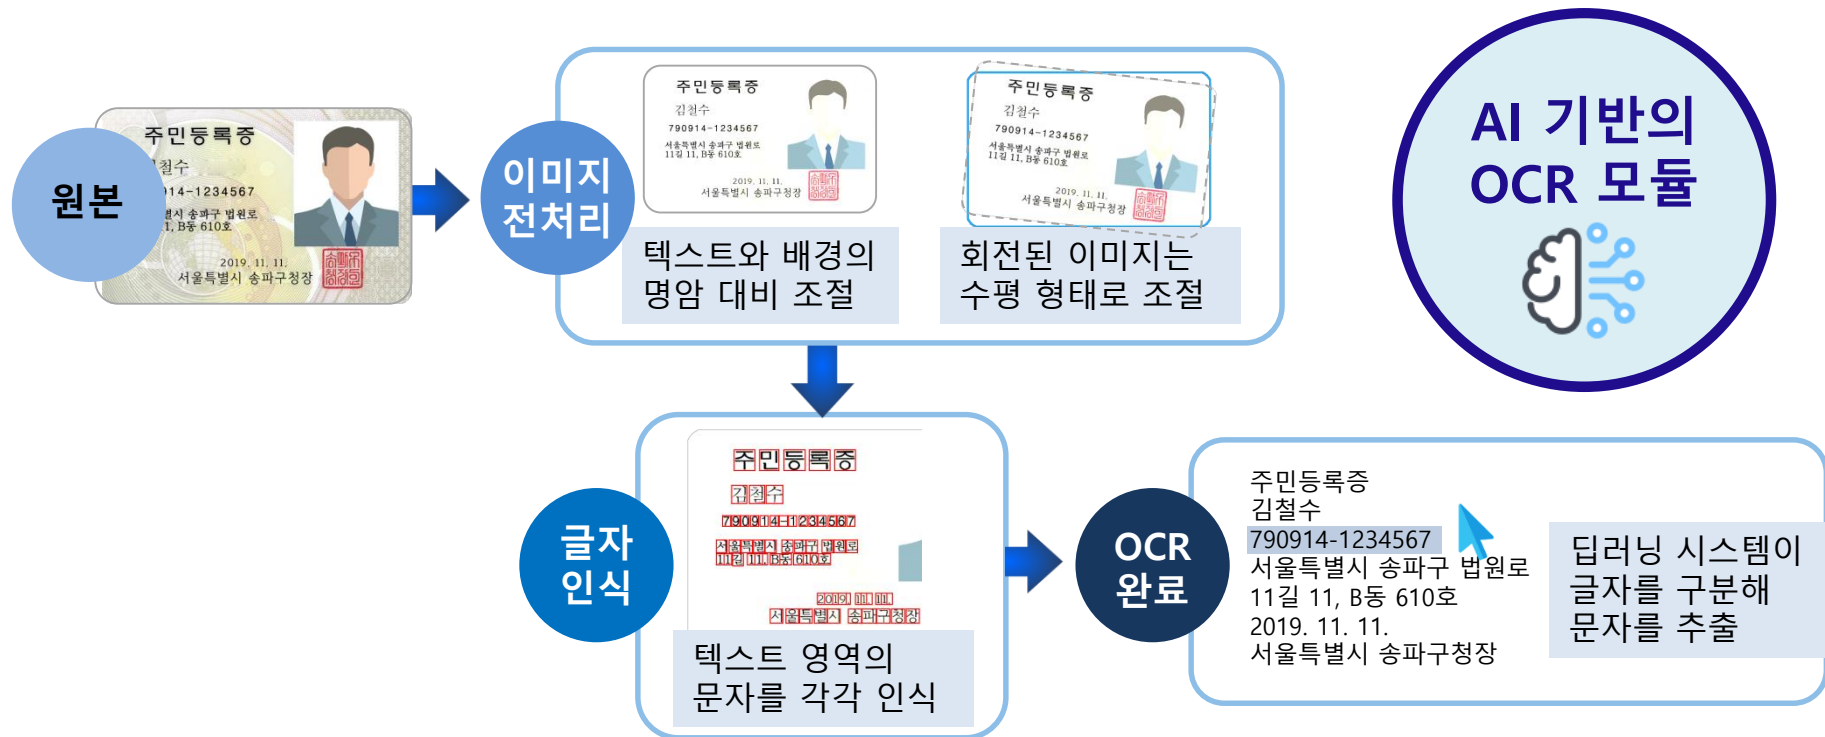 원본
주민등록증
철수
914-1234567
별시 송파구 법원로
1, B동 610호
2019. 11. 11.
서울특별시 송파구청장
이미지
전처리
주민등록증
김철수
790914-1234567
서울특별시 송파구 법원로
11길 11, B동 610호
2019. 11. 11.
서울특별시 송파구청장
텍스트와 배경의
명암 대비 조절
주민등록증
김철수
790914-1234567
서울특별시 송파구 법원로
11길 11, B동 610호
2019. 11. 11.
서울특별시 송파구청장
회전된 이미지는
수평 형태로 조절
AI 기반의
OCR 모듈
글자
인식
주민등록증
김철수
790914-1234567
서울특별시 송파구 법원로
11길 11, B동 610호
2019. 11. 11.
서울특별시 송파구청장
텍스트 영역의
문자를 각각 인식
OCR
완료
주민등록증
김철수
790914-1234567
서울특별시 송파구 법원로
11길 11, B동 610호
2019. 11. 11.
서울특별시 송파구청장
딥러닝 시스템이
글자를 구분해
문자를 추출